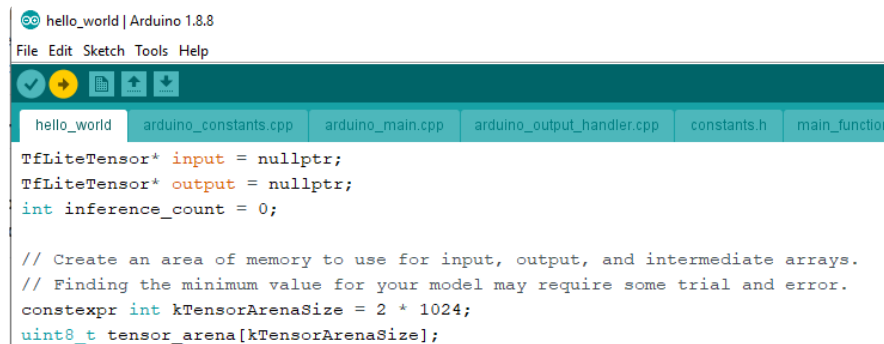 hello_world | Arduino 1.8.8
File Edit Sketch Tools Help
hello_world arduino_constants.cpp arduino_main.cpp arduino_output_handler.cpp constants.h main_function
TfLiteTensor* input = nullptr;
TfLiteTensor* output = nullptr;
int inference_count = 0;
// Create an area of memory to use for input, output, and intermediate arrays.
// Finding the minimum value for your model may require some trial and error.
constexpr int kTensorArenaSize = 2 * 1024;
uint8_t tensor_arena[kTensorArenaSize];